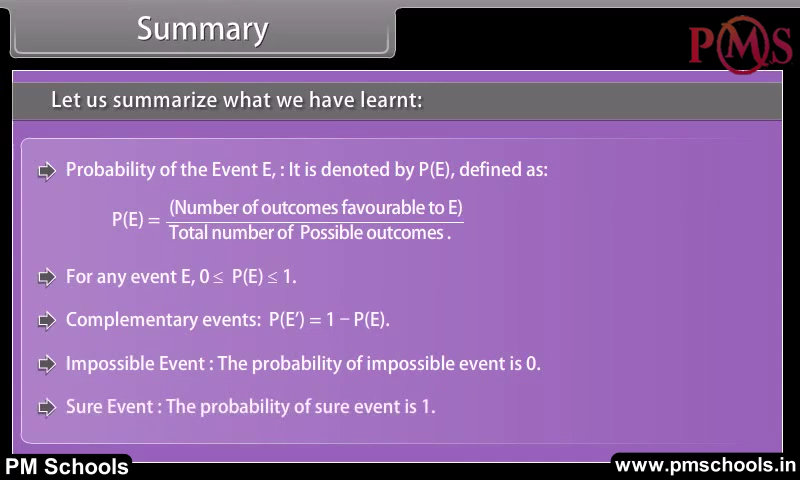 Summary
PMS
Let us summarize what we have learnt:
Probability of the Event E, : It is denoted by P(E), defined as:
P(E) = (Number of outcomes favourable to E)
Total number of Possible outcomes .
For any event E, 0 ≤ P(E) ≤ 1.
Complementary events: P(E’) = 1 − P(E).
Impossible Event : The probability of impossible event is 0.
Sure Event : The probability of sure event is 1.
PM Schools
www.pmschools.in